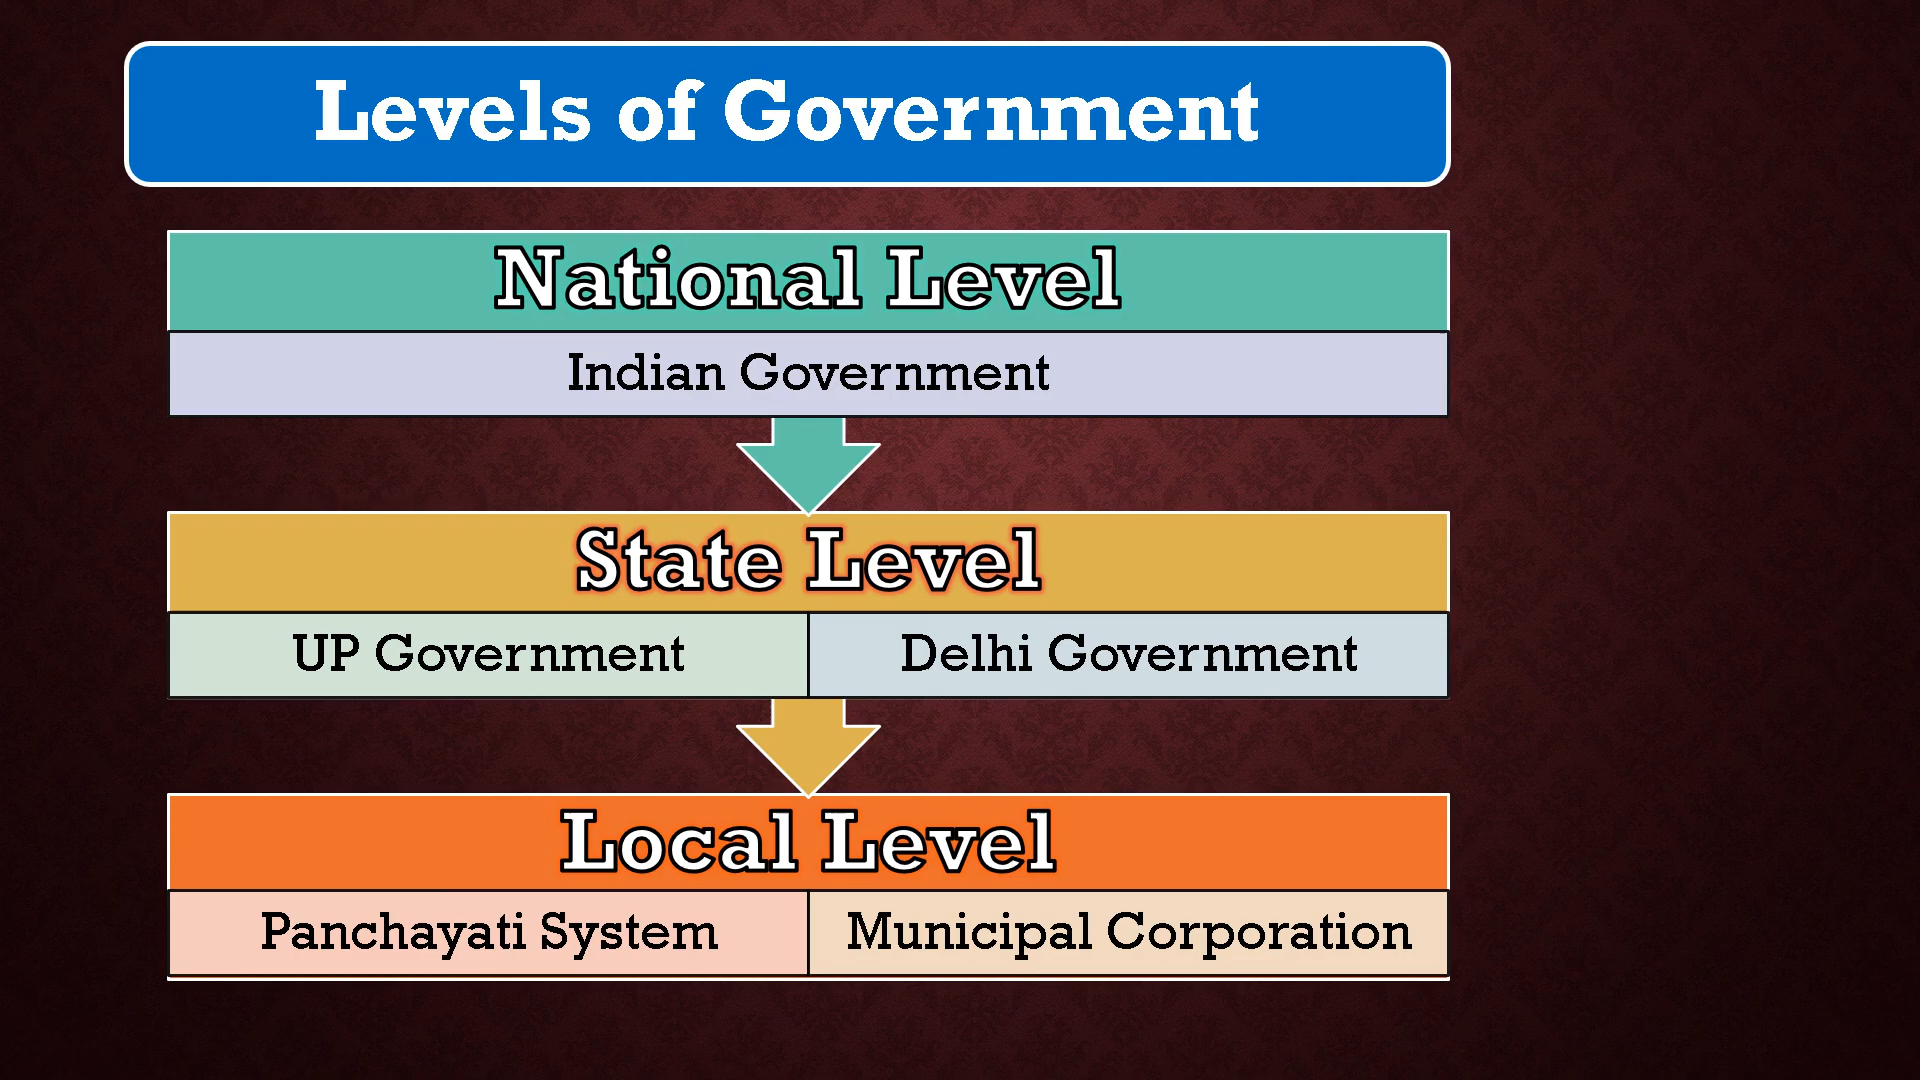 Levels of Government
National Level
Indian Government
State Level
UP Government
Delhi Government
Local Level
Panchayati System
Municipal Corporation